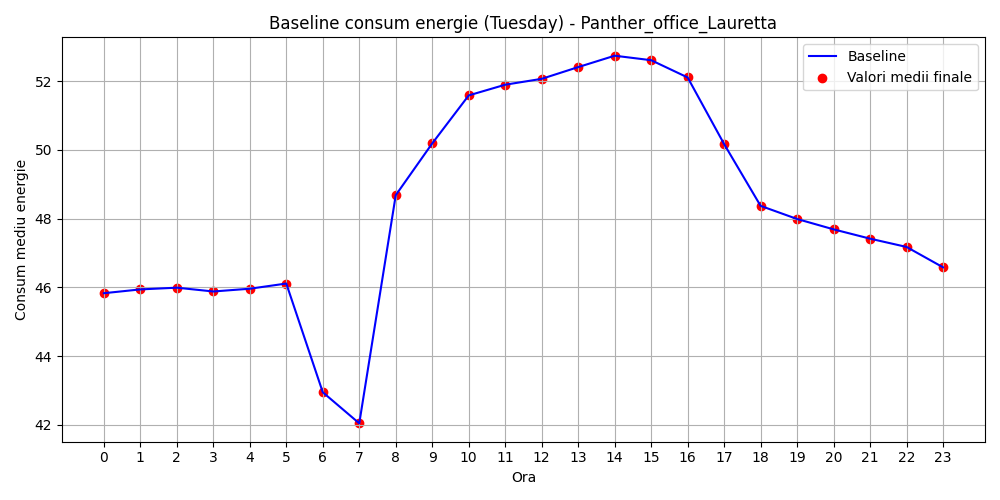 Baseline consum energie (Tuesday) - Panther_office_Lauretta
Baseline
Valori medii finale
Consum mediu energie
52
50
48
46
44
42
0 1 2 3 4 5 6 7 8 9 10 11 12 13 14 15 16 17 18 19 20 21 22 23
Ora